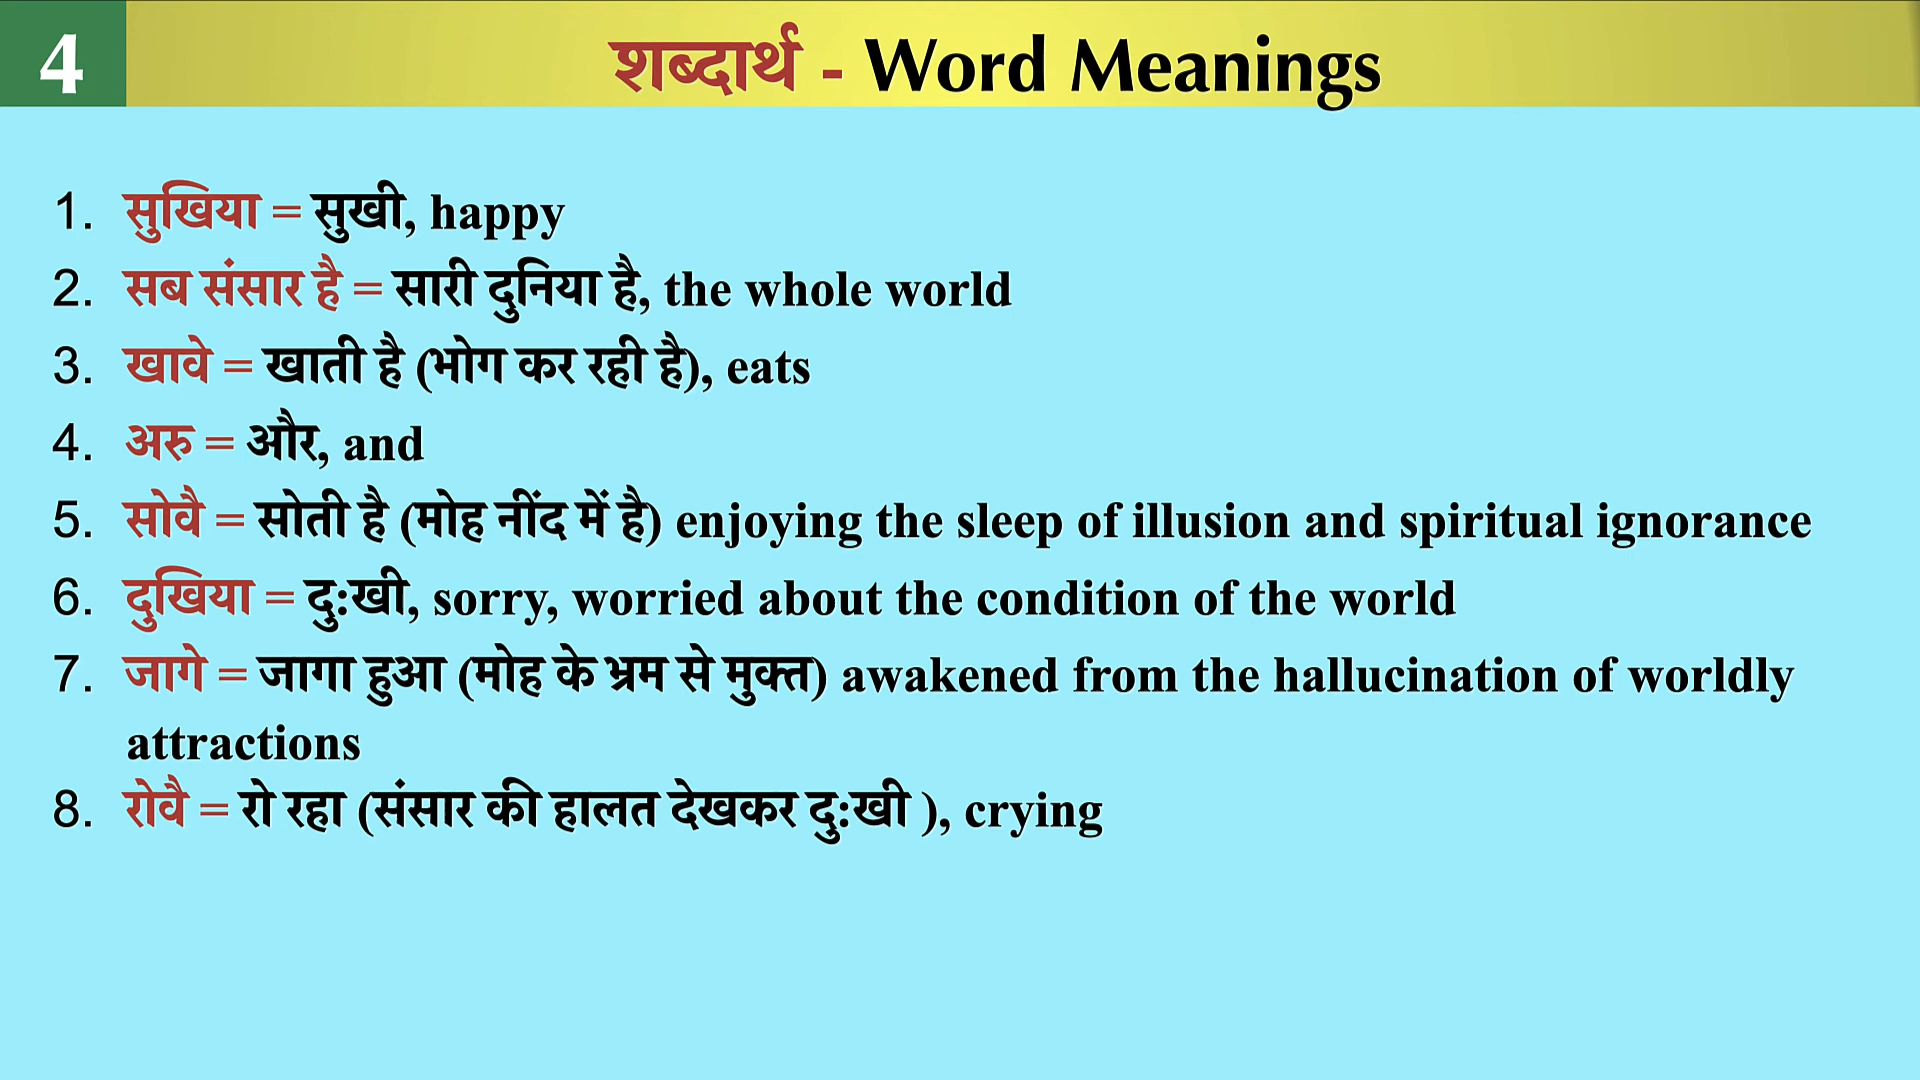 4
शब्दार्थ - Word Meanings
1. सुखिया = सुखी, happy
2. सब संसार है = सारी दुनिया है, the whole world
3. खावे = खाती है (भोग कर रही है), eats
4. अरु = और, and
5. सोवै = सोती है (मोह नींद में है) enjoying the sleep of illusion and spiritual ignorance
6. दुखिया = दु:खी, sorry, worried about the condition of the world
7. जागे = जागा हुआ (मोह के भ्रम से मुक्त) awakened from the hallucination of worldly
attractions
8. रोवै = रो रहा (संसार की हालत देखकर दु:खी ), crying